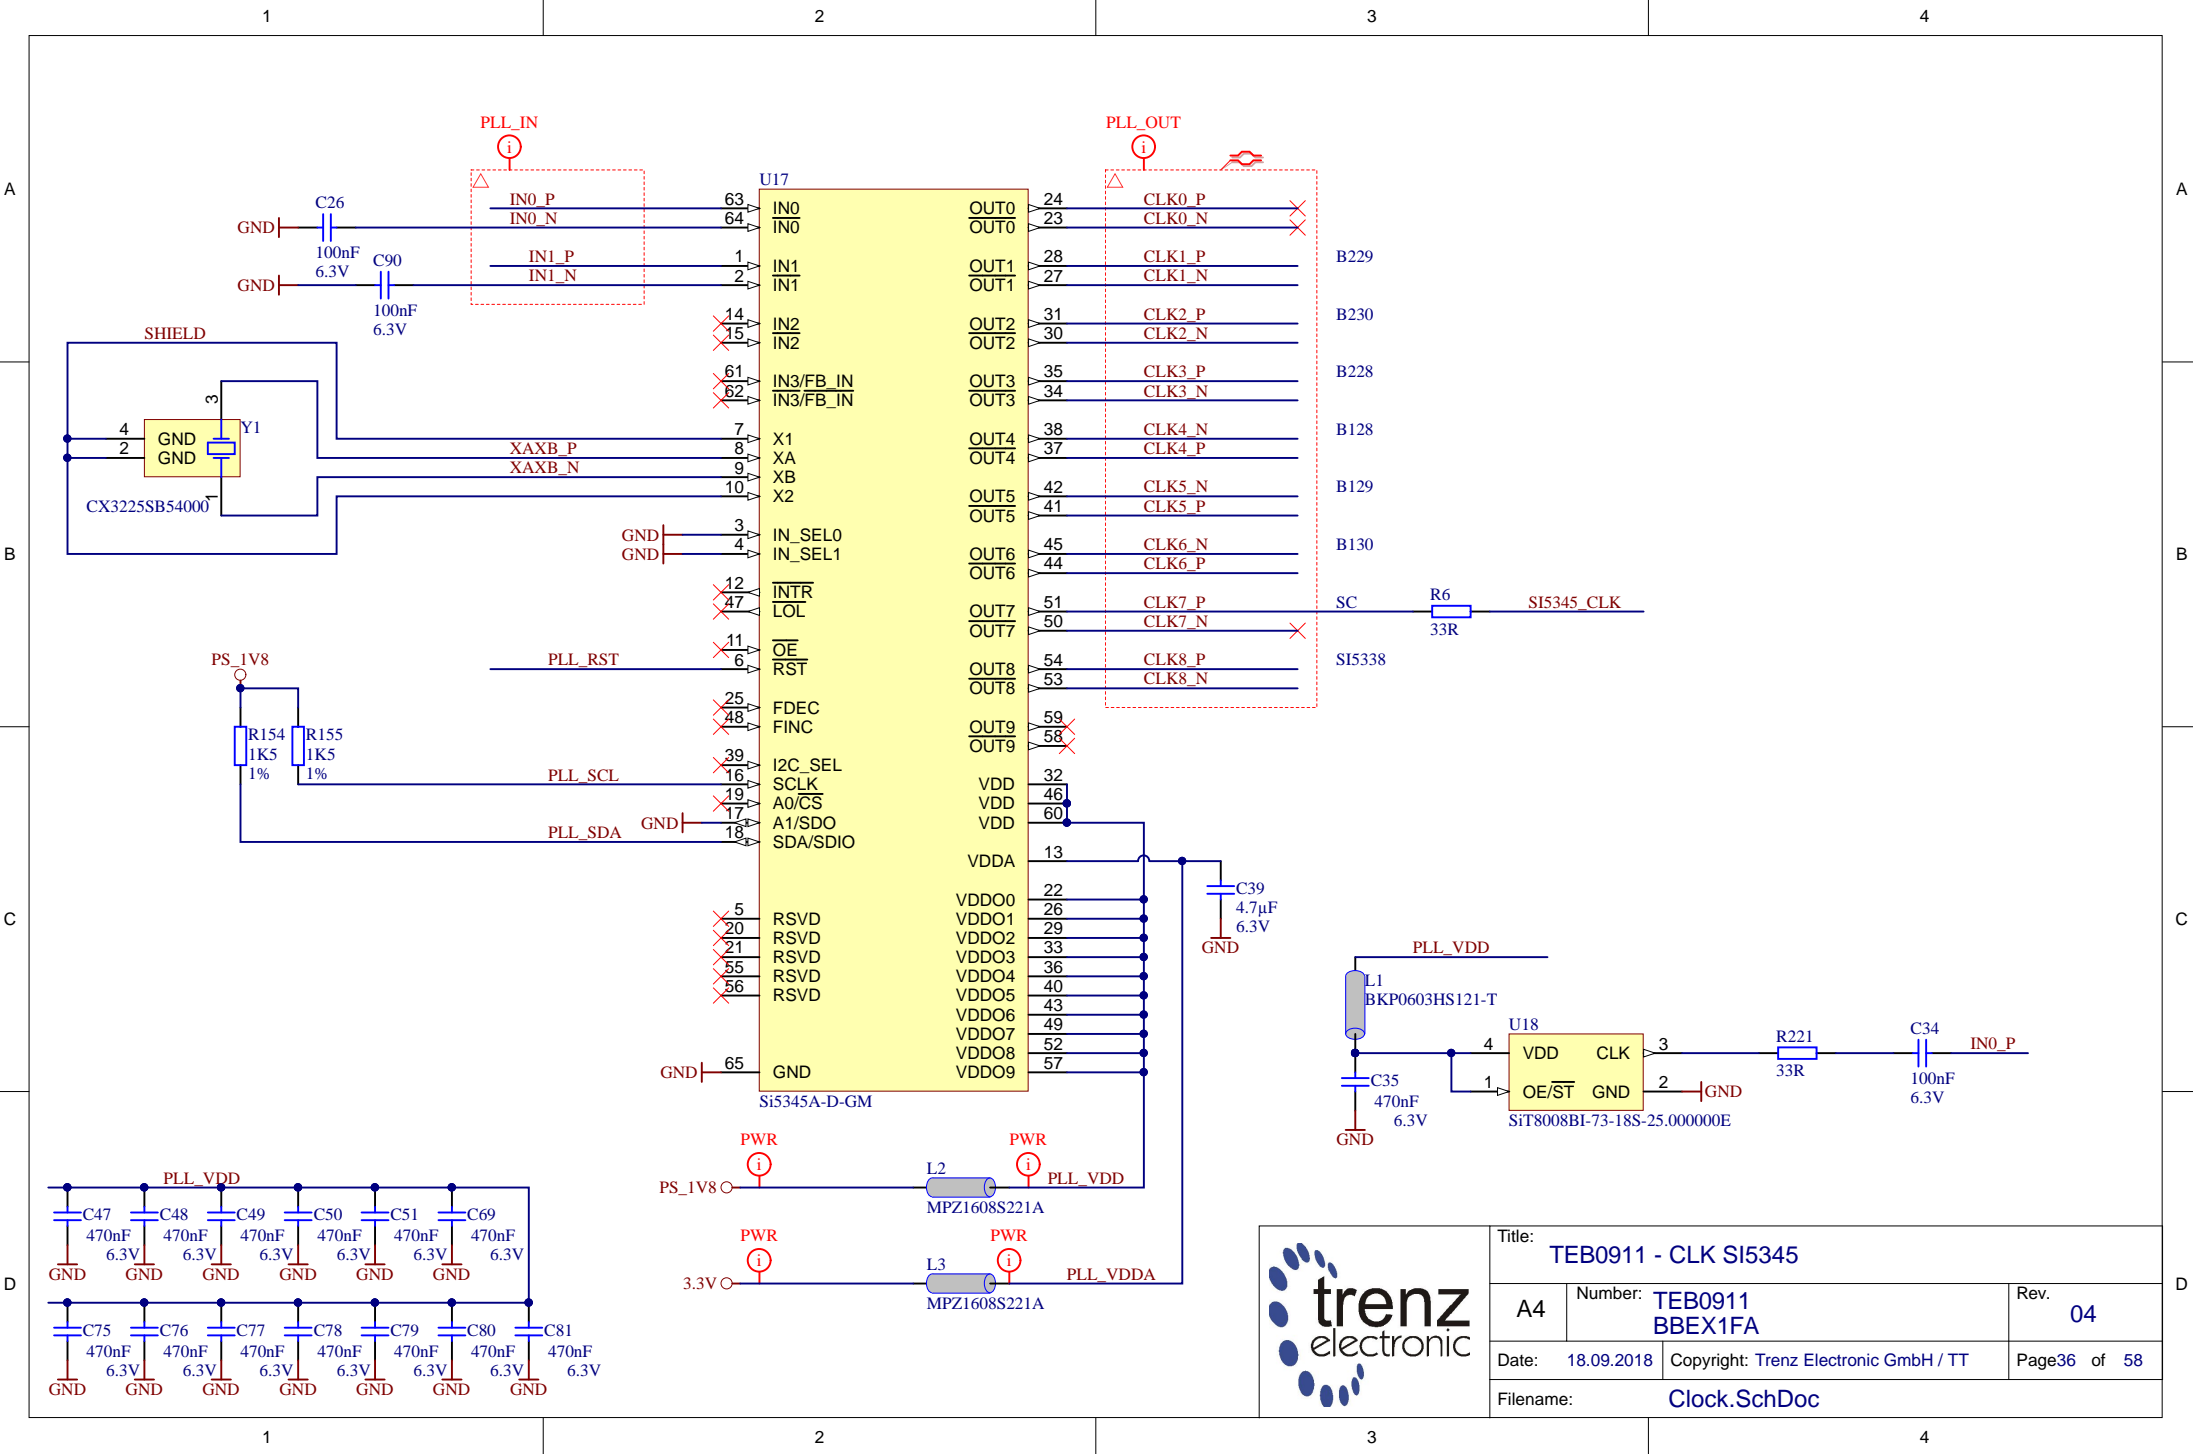 1 2 3 4
A
B
C
D
A
B
C
D
PLL_IN
i
IN0_P
IN0_N
IN1_P
IN1_N
C26
100nF
6.3V
GND
C90
100nF
6.3V
GND
SHIELD
3
4 GND
2 GND
Y1
1
CX3225SB54000
XAXB_P
XAXB_N
GND
GND
PLL_RST
PS_1V8
R154
1K5
1%
R155
1K5
1%
PLL_SCL
PLL_SDA
GND
GND
U17
63 IN0
64 IN0
1 IN1
2 IN1
14 IN2
15 IN2
61 IN3/FB_IN
62 IN3/FB_IN
7 X1
8 XA
9 XB
10 X2
3 IN_SEL0
4 IN_SEL1
12 INTR
47 LOL
11 OE
6 RST
25 FDEC
48 FINC
39 I2C_SEL
16 SCLK
19 A0/CS
17 A1/SDO
18 SDA/SDIO
5 RSVD
20 RSVD
21 RSVD
55 RSVD
56 RSVD
65 GND
Si5345A-D-GM
PLL_OUT
i
OUT0 24 CLK0_P
OUT0 23 CLK0_N
OUT1 28 CLK1_P B229
OUT1 27 CLK1_N
OUT2 31 CLK2_P B230
OUT2 30 CLK2_N
OUT3 35 CLK3_P B228
OUT3 34 CLK3_N
OUT4 38 CLK4_N B128
OUT4 37 CLK4_P
OUT5 42 CLK5_N B129
OUT5 41 CLK5_P
OUT6 45 CLK6_N B130
OUT6 44 CLK6_P
OUT7 51 CLK7_P SC R6 33R SI5345_CLK
OUT7 50 CLK7_N
OUT8 54 CLK8_P SI5338
OUT8 53 CLK8_N
OUT9 59
OUT9 58
VDD 32
VDD 46
VDD 60
VDDA 13
C39
4.7µF
6.3V
GND
VDDO0 22
VDDO1 26
VDDO2 29
VDDO3 33
VDDO4 36
VDDO5 40
VDDO6 43
VDDO7 49
VDDO8 52
VDDO9 57
PLL_VDD
L1
BKP0603HS121-T
C35
470nF
6.3V
GND
U18
4 VDD CLK 3
1 OE/ST GND 2
GND
SiT8008BI-73-18S-25.000000E
R221
33R
C34
100nF
6.3V
IN0_P
PWR
i
PWR
i
PS_1V8
L2
MPZ1608S221A
PLL_VDD
PWR
i
PWR
i
3.3V
L3
MPZ1608S221A
PLL_VDDA
PLL_VDD
C47 C48 C49 C50 C51 C69
470nF 470nF 470nF 470nF 470nF 470nF
6.3V 6.3V 6.3V 6.3V 6.3V 6.3V
GND GND GND GND GND GND
C75 C76 C77 C78 C79 C80 C81
470nF 470nF 470nF 470nF 470nF 470nF 470nF
6.3V 6.3V 6.3V 6.3V 6.3V 6.3V 6.3V
GND GND GND GND GND GND GND
trenz
electronic
Title:
TEB0911 - CLK SI5345
A4
Number: TEB0911
BBEX1FA
Rev.
04
Date: 18.09.2018
Copyright: Trenz Electronic GmbH / TT
Page36 of 58
Filename: Clock.SchDoc
1 2 3 4